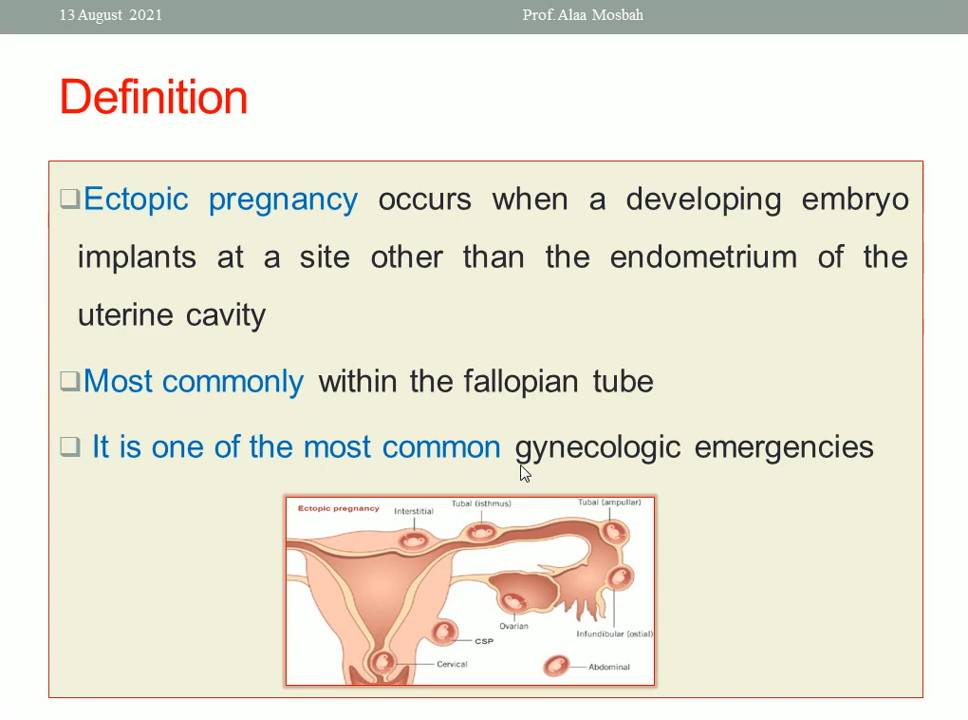 13 August 2021
Prof. Alaa Mosbah
Definition
Ectopic pregnancy occurs when a developing embryo
implants at a site other than the endometrium of the
uterine cavity
Most commonly within the fallopian tube
It is one of the most common gynecologic emergencies
Ectopic pregnancy
Interstitial
Tubal (isthmus)
Tubal (ampullar)
Ovarian
Infundibular (ostial)
CSP
Cervical
Abdominal